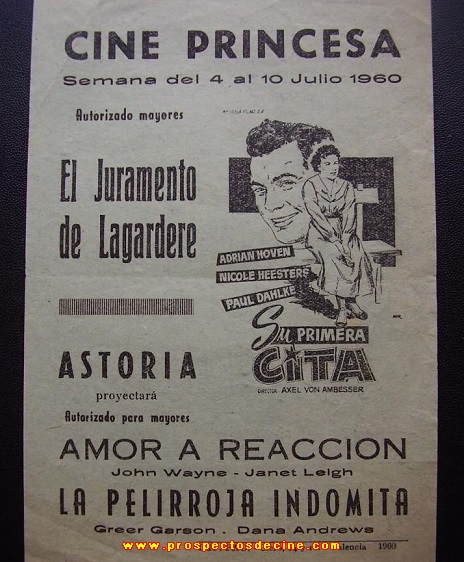 CINE PRINCESA
Semana del 4 al 10 Julio 1960
Autorizado mayores
El Juramento
de Lagardere
ADRIAN HOVEN
NICOLE HEESTERS
PAUL DAHLKE
Su PRIMERA
CITA
DIRECTOR AXEL VON AMBESSER
ASTORIA
proyectará
Autorizado para mayores
AMOR A REACCION
John Wayne - Janet Leigh
LA PELIRROJA INDOMITA
Greer Garson . Dana Andrews
1960
www.prospectosdecine.com